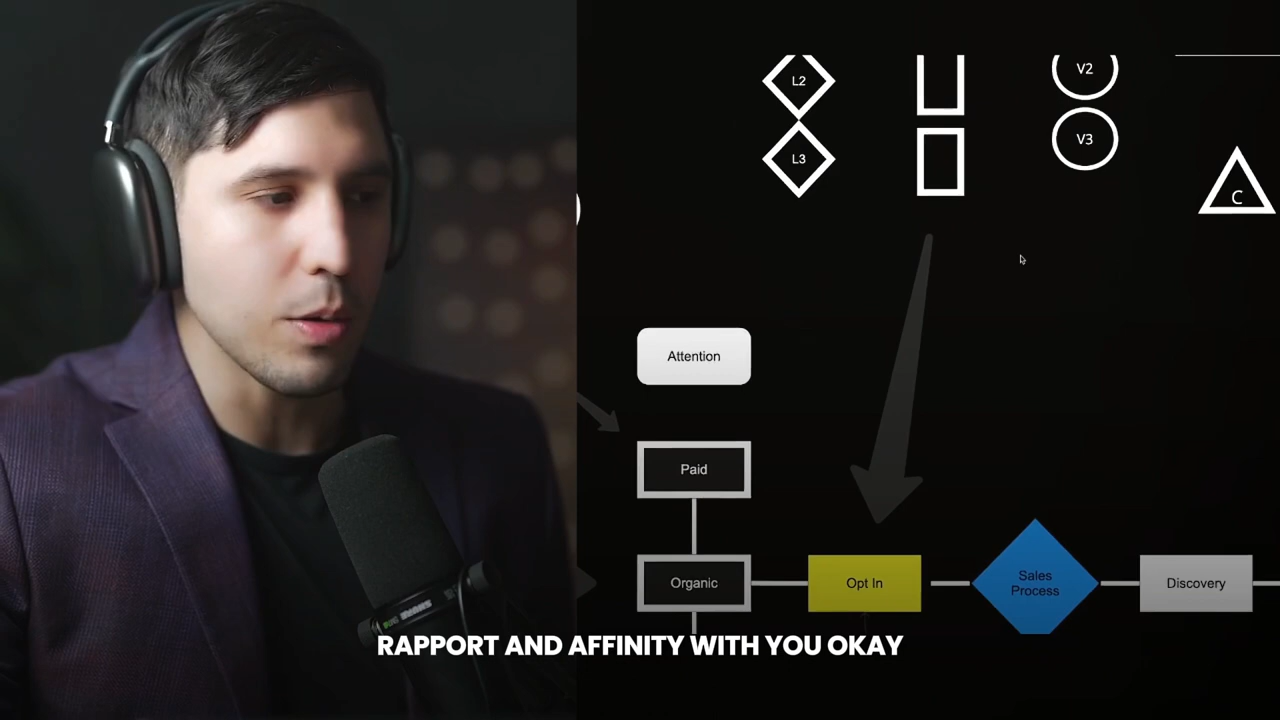 L2
V2
L3
V3
C
Attention
Paid
Organic
Opt In
Sales
Process
Discovery
RAPPORT AND AFFINITY WITH YOU OKAY